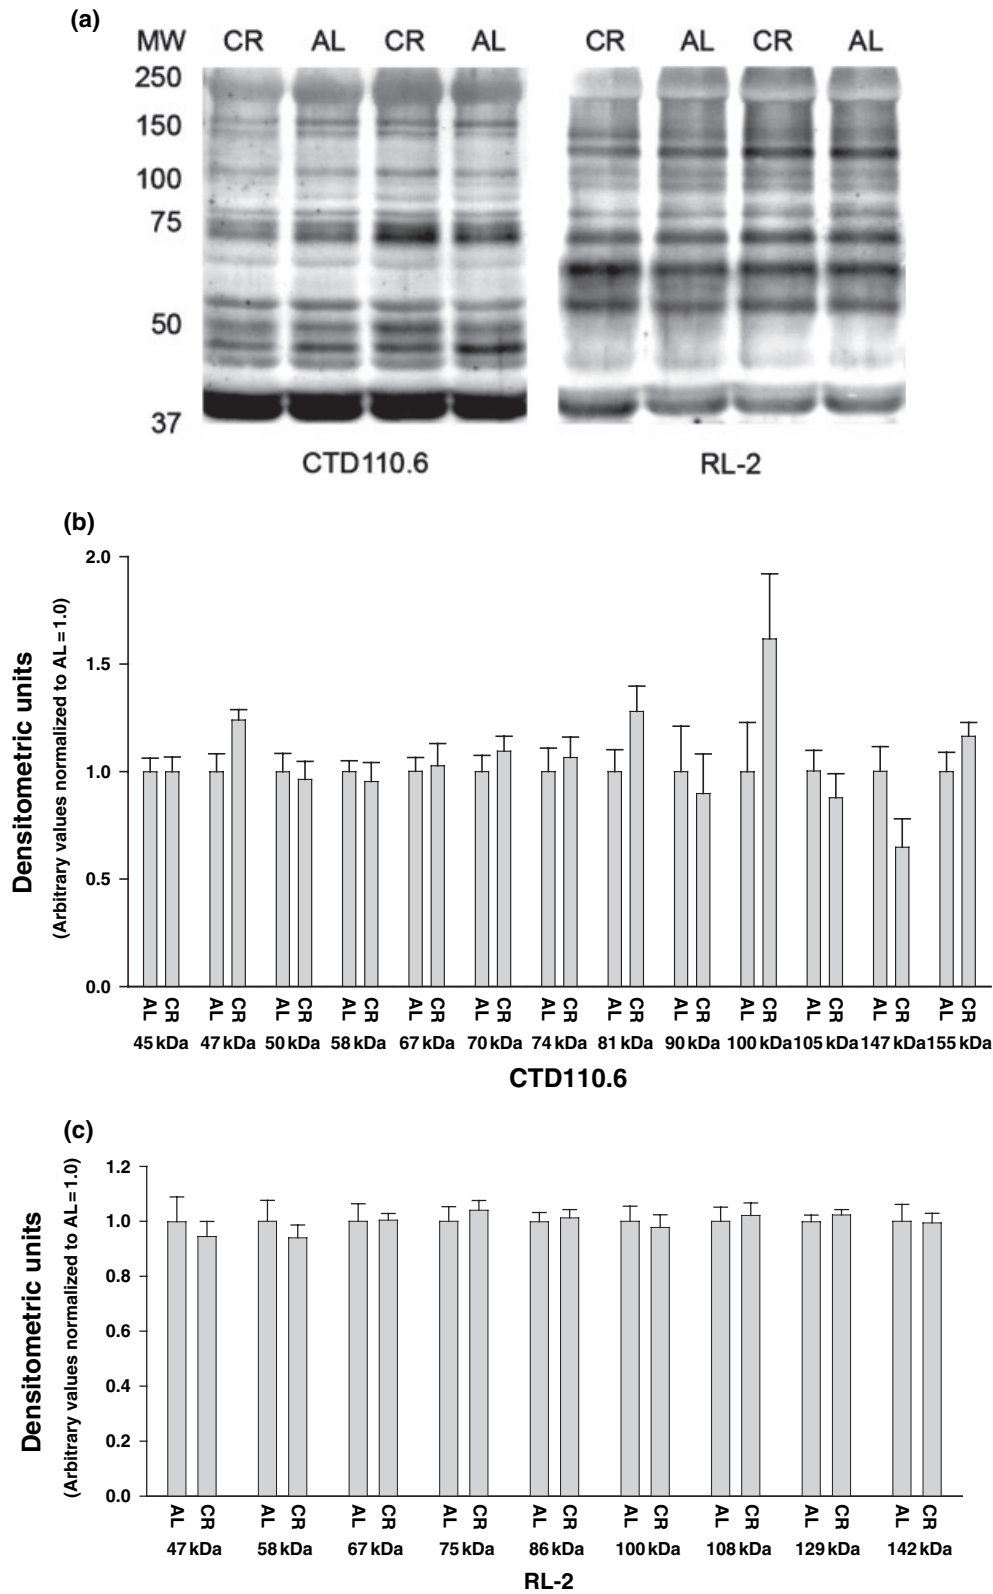 (a)
MW CR AL CR AL CR AL CR AL
250
150
100
75
50
37
CTD110.6 RL-2
(b)
Densitometric units
(Arbitrary values normalized to AL = 1.0)
2.0
1.5
1.0
0.5
0.0
AL CR AL CR AL CR AL CR AL CR AL CR AL CR AL CR AL CR AL CR AL CR AL CR AL CR
45 kDa 47 kDa 50 kDa 58 kDa 67 kDa 70 kDa 74 kDa 81 kDa 90 kDa 100 kDa 105 kDa 147 kDa 155 kDa
CTD110.6
(c)
Densitometric units
(Arbitrary values normalized to AL = 1.0)
1.2
1.0
0.8
0.6
0.4
0.2
0.0
AL CR AL CR AL CR AL CR AL CR AL CR AL CR AL CR AL CR
47 kDa 58 kDa 67 kDa 75 kDa 86 kDa 100 kDa 108 kDa 129 kDa 142 kDa
RL-2